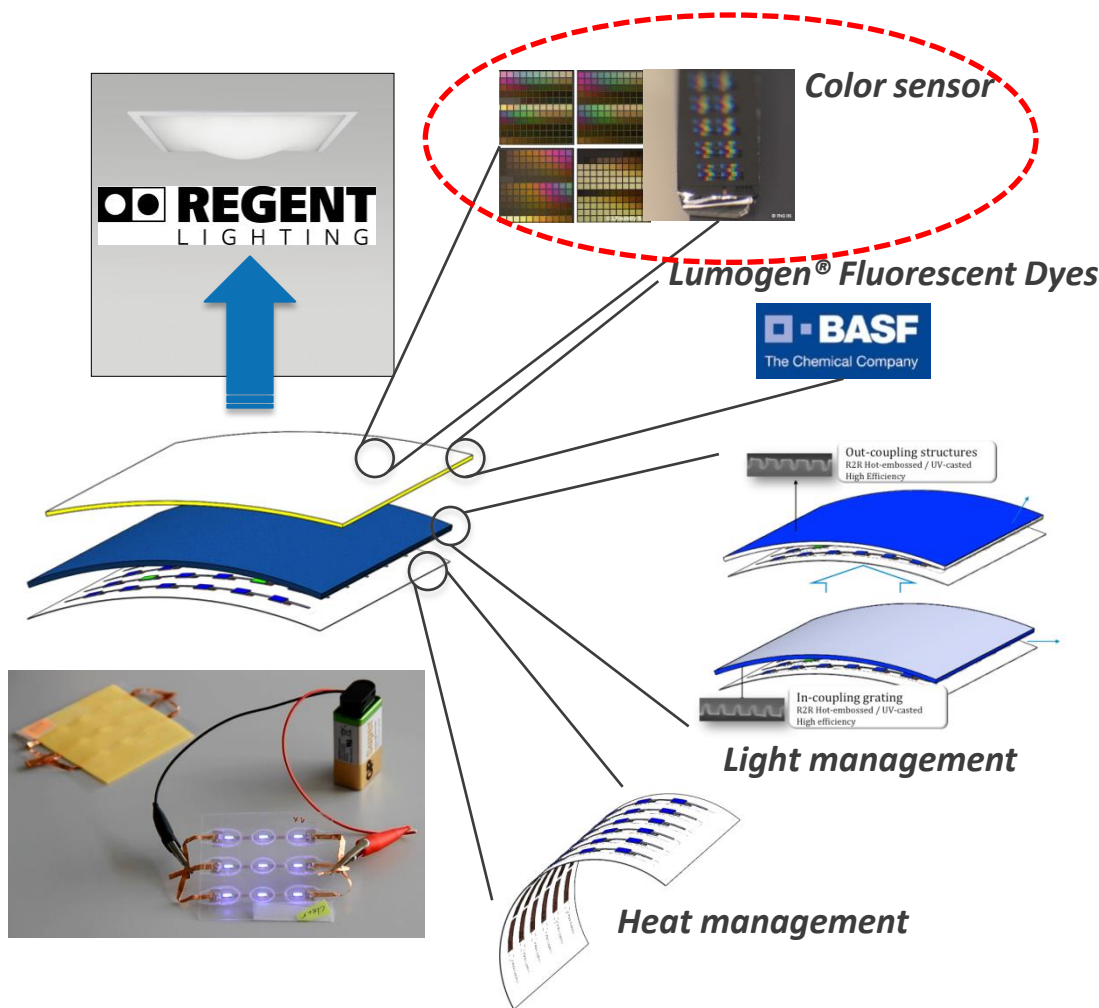 Color sensor
REGENT
LIGHTING
Lumogen® Fluorescent Dyes
BASF
The Chemical Company
Out-coupling structures
R2R Hot-embossed / UV-casted
High Efficiency
In-coupling grating
R2R Hot-embossed / UV-casted
High efficiency
Light management
Heat management